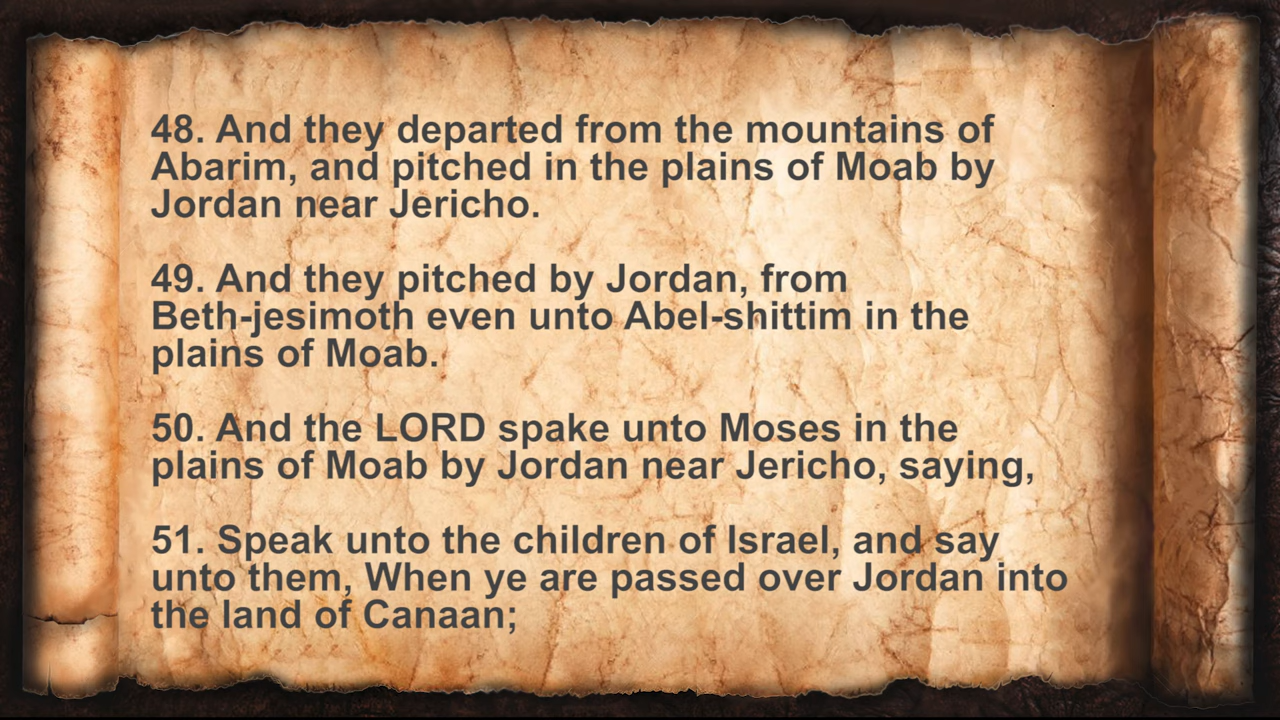 48. And they departed from the mountains of
Abarim, and pitched in the plains of Moab by
Jordan near Jericho.
49. And they pitched by Jordan, from
Beth-jesimoth even unto Abel-shittim in the
plains of Moab.
50. And the LORD spake unto Moses in the
plains of Moab by Jordan near Jericho, saying,
51. Speak unto the children of Israel, and say
unto them, When ye are passed over Jordan into
the land of Canaan;